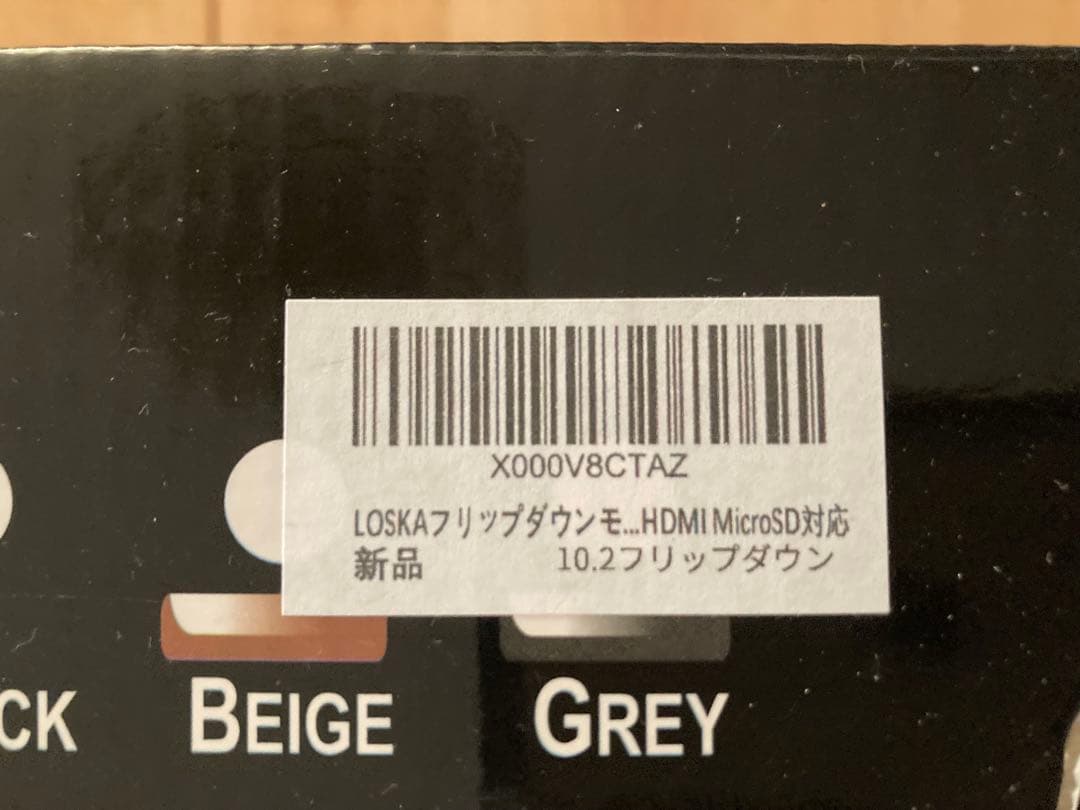 X000V8CTAZ
LOSKAフリップダウンモ...HDMI MicroSD対応
新品 10.2フリップダウン
CK BEIGE GREY